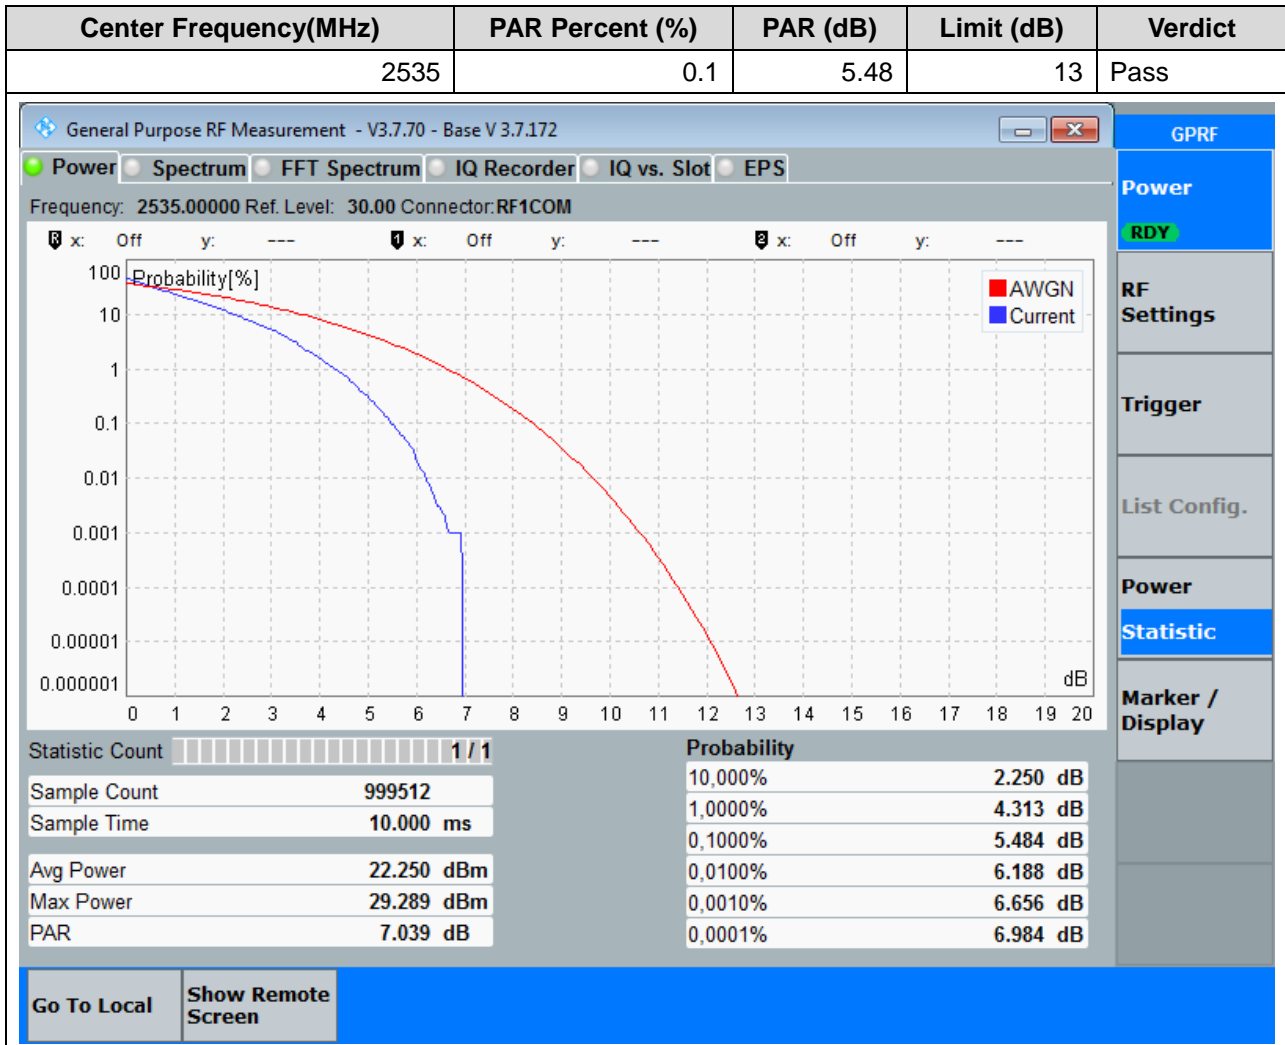 Center Frequency(MHz) PAR Percent (%) PAR (dB) Limit (dB) Verdict
2535 0.1 5.48 13 Pass
General Purpose RF Measurement - V3.7.70 - Base V 3.7.172
GPRF
Power Spectrum FFT Spectrum IQ Recorder IQ vs. Slot EPS
Frequency: 2535.00000 Ref. Level: 30.00 Connector:RF1COM
R x: Off y: --- 1 x: Off y: --- 2 x: Off y: ---
Probability[%]
AWGN
Current
100
10
1
0.1
0.01
0.001
0.0001
0.00001
0.000001
dB
0 1 2 3 4 5 6 7 8 9 10 11 12 13 14 15 16 17 18 19 20
Statistic Count 1 / 1
Sample Count 999512
Sample Time 10.000 ms
Avg Power 22.250 dBm
Max Power 29.289 dBm
PAR 7.039 dB
Probability
10,000% 2.250 dB
1,0000% 4.313 dB
0,1000% 5.484 dB
0,0100% 6.188 dB
0,0010% 6.656 dB
0,0001% 6.984 dB
Power
RDY
RF
Settings
Trigger
List Config.
Power
Statistic
Marker /
Display
Go To Local
Show Remote
Screen